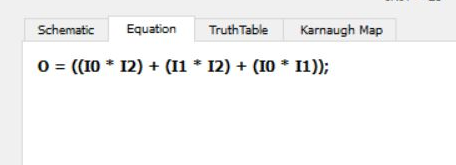 Schematic Equation TruthTable Karnaugh Map
O = ((I0 * I2) + (I1 * I2) + (I0 * I1));